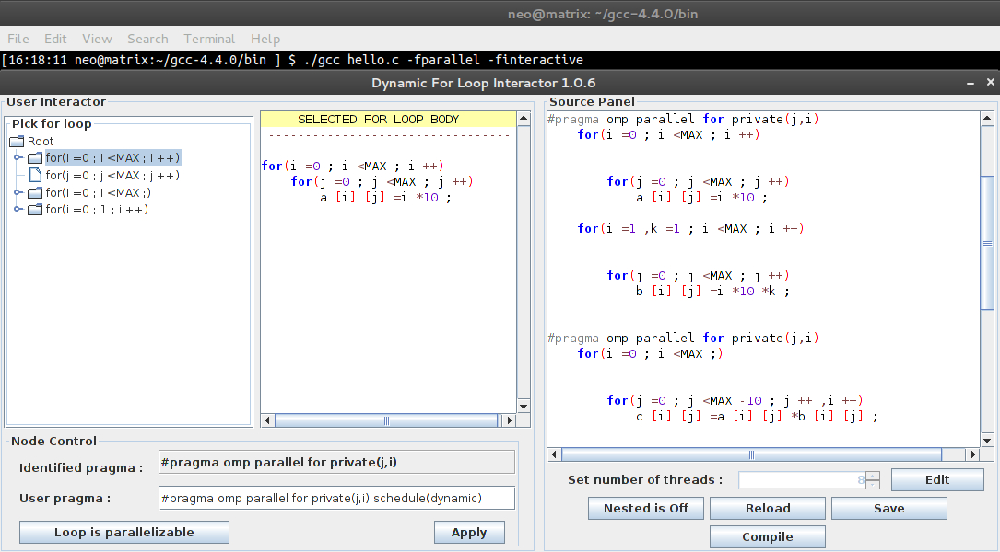 neo@matrix: ~/gcc-4.4.0/bin
File Edit View Search Terminal Help
[16:18:11 neo@matrix:~/gcc-4.4.0/bin ] $ ./gcc hello.c -fparallel -finteractive
Dynamic For Loop Interactor 1.0.6
User Interactor
Pick for loop
Root
for(i =0 ; i <MAX ; i ++)
for(j =0 ; j <MAX ; j ++)
for(i =0 ; i <MAX ;)
for(i =0 ; 1 ; i ++)
SELECTED FOR LOOP BODY
--------------------------------
for(i =0 ; i <MAX ; i ++)
for(j =0 ; j <MAX ; j ++)
a [i] [j] =i *10 ;
Node Control
Identified pragma :
#pragma omp parallel for private(j,i)
User pragma :
#pragma omp parallel for private(j,i) schedule(dynamic)
Loop is parallelizable
Apply
Source Panel
#pragma omp parallel for private(j,i)
for(i =0 ; i <MAX ; i ++)
for(j =0 ; j <MAX ; j ++)
a [i] [j] =i *10 ;
for(i =1 ,k =1 ; i <MAX ; i ++)
for(j =0 ; j <MAX ; j ++)
b [i] [j] =i *10 *k ;
#pragma omp parallel for private(j,i)
for(i =0 ; i <MAX ;)
for(j =0 ; j <MAX -10 ; j ++ ,i ++)
c [i] [j] =a [i] [j] *b [i] [j] ;
Set number of threads :
8
Edit
Nested is Off
Reload
Save
Compile